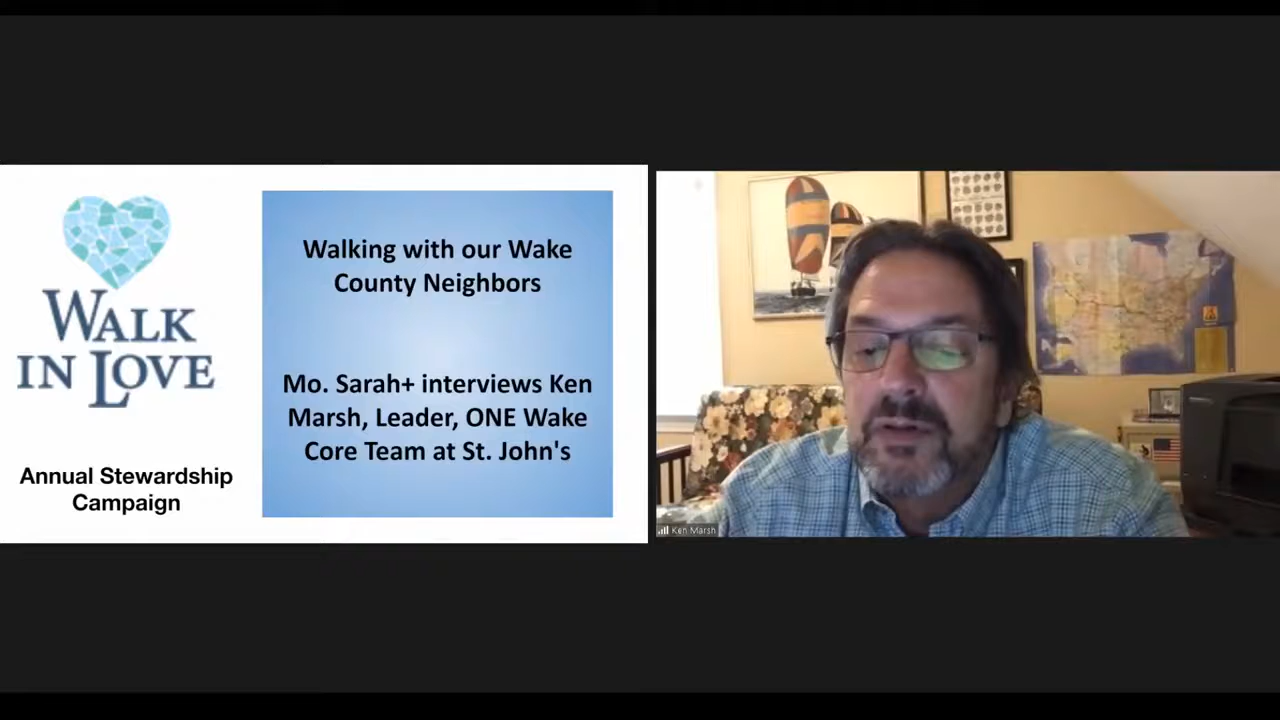 WALK
IN LOVE
Annual Stewardship
Campaign
Walking with our Wake
County Neighbors
Mo. Sarah+ interviews Ken
Marsh, Leader, ONE Wake
Core Team at St. John's
Ken Marsh